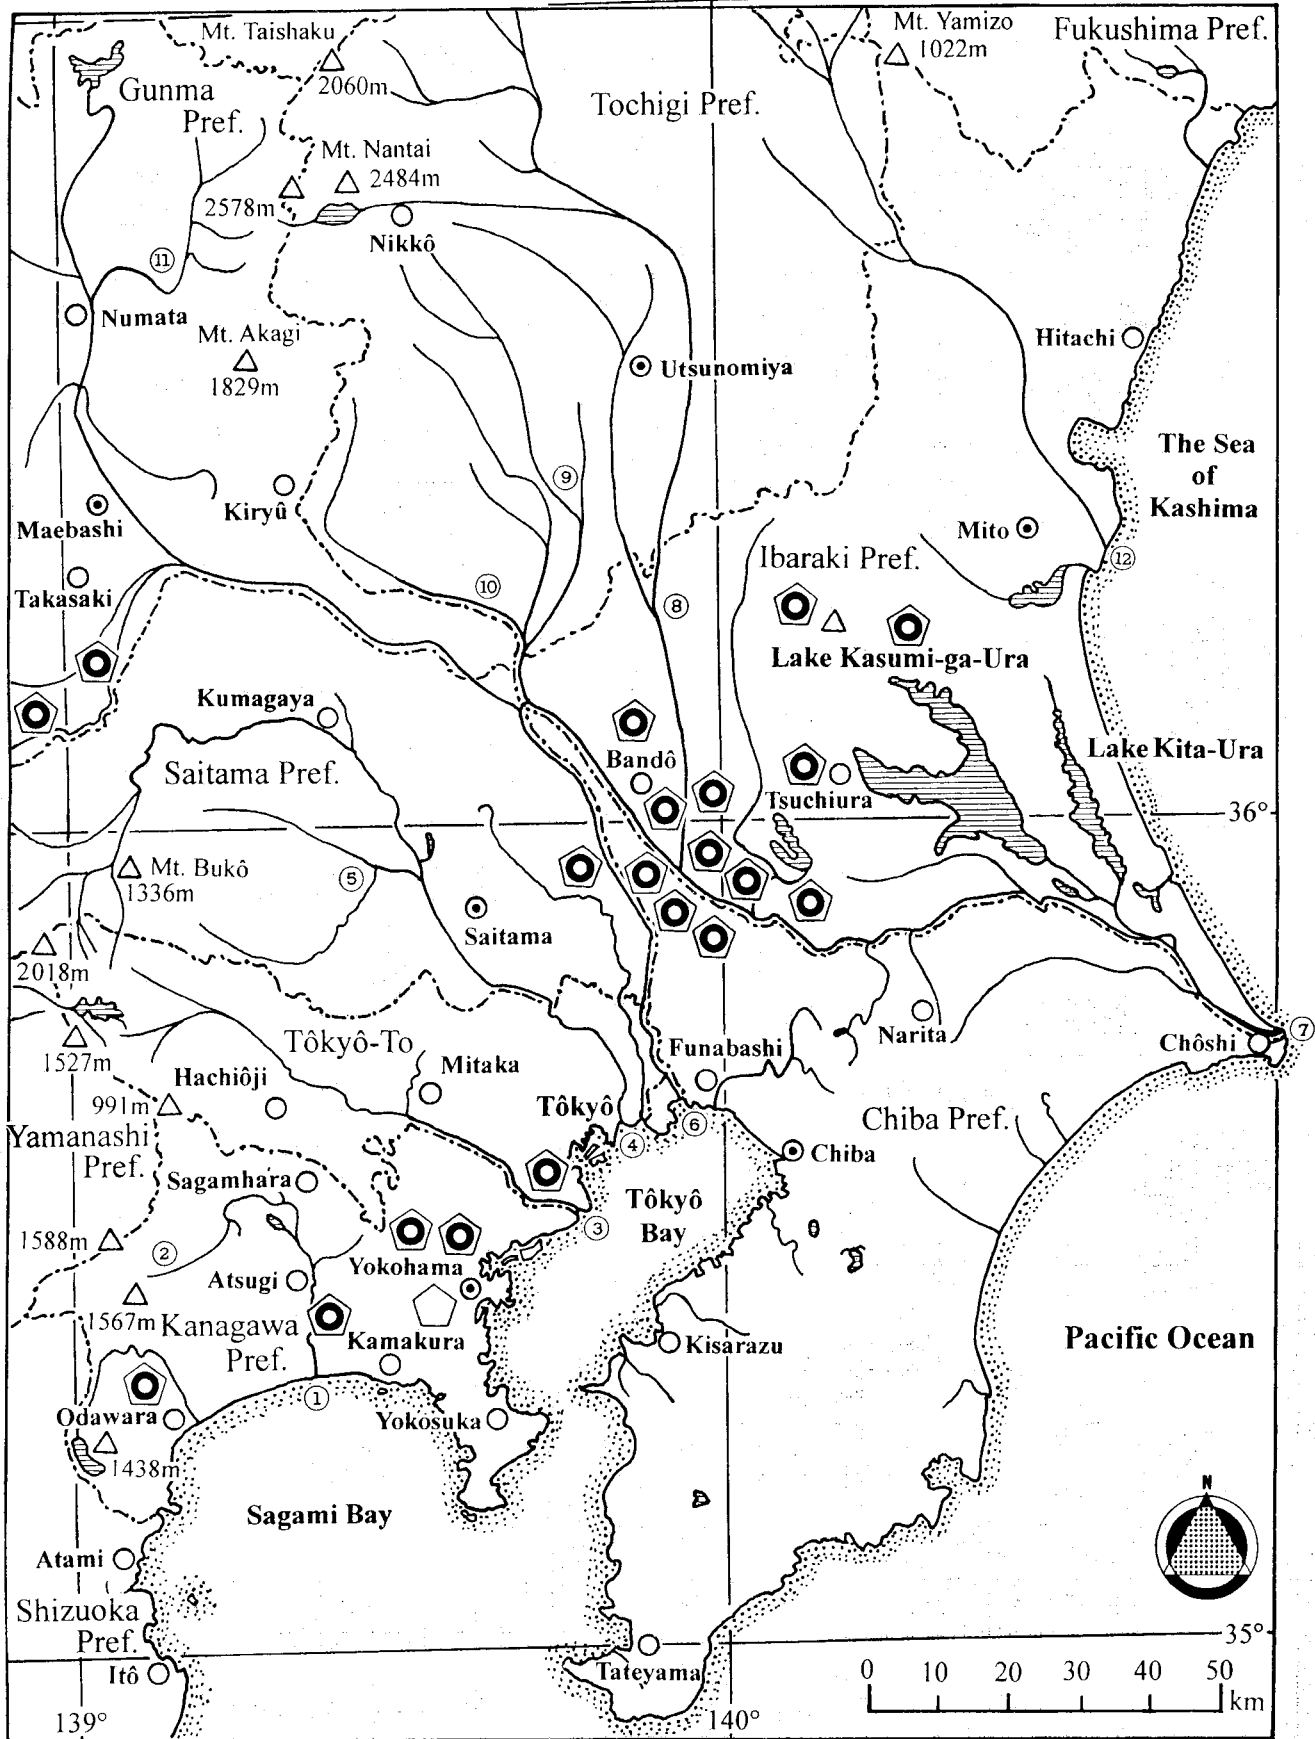 Mt. Taishaku
2060m
Mt. Yamizo
1022m
Fukushima Pref.
Gunma
Pref.
Tochigi Pref.
Mt. Nantai
2484m
2578m
Nikkô
⑪
Numata
Mt. Akagi
1829m
Utsunomiya
Hitachi
The Sea
of
Kashima
⑨
Kiryû
Maebashi
Mito
⑫
Ibaraki Pref.
Takasaki
⑩
⑧
Lake Kasumi-ga-Ura
Kumagaya
Lake Kita-Ura
Bandô
Saitama Pref.
Tsuchiura
36°
Mt. Bukô
1336m
⑤
Saitama
2018m
Narita
⑦
Chôshi
Tôkyô-To
Funabashi
1527m
Mitaka
Hachiôji
991m
Tôkyô
Chiba Pref.
④
⑥
Yamanashi
Pref.
Chiba
Sagamhara
Tôkyô
Bay
③
1588m
②
Yokohama
Atsugi
1567m
Kanagawa
Pref.
Kamakura
Kisarazu
Pacific Ocean
①
Odawara
Yokosuka
1438m
N
Sagami Bay
Atami
Shizuoka
Pref.
35°
Itô
Tateyama
0 10 20 30 40 50
km
139°
140°